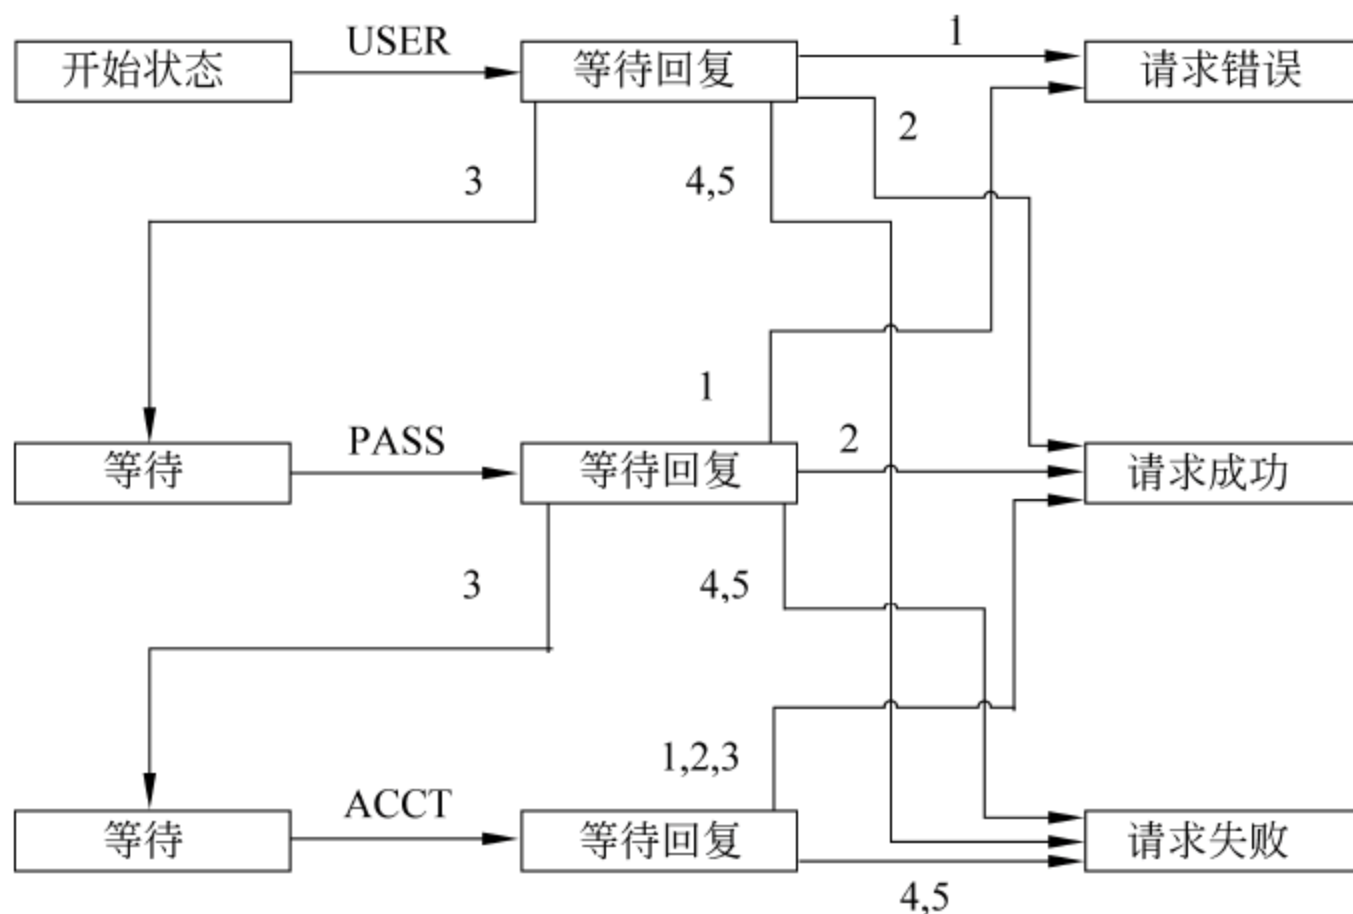 USER
1
开始状态
等待回复
请求错误
2
3
4,5
1
PASS
2
等待
等待回复
请求成功
3
4,5
1,2,3
ACCT
等待
等待回复
请求失败
4,5